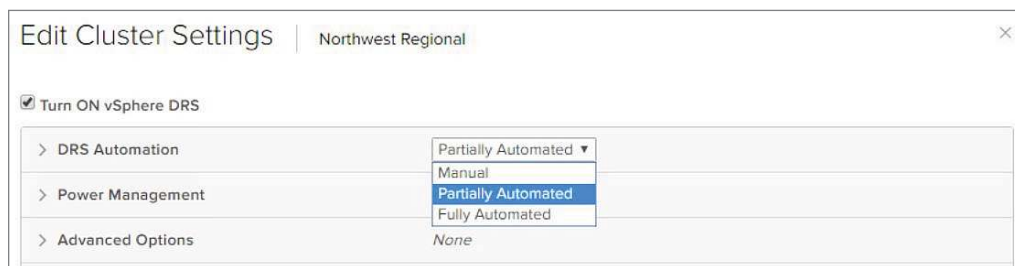 Edit Cluster Settings | Northwest Regional ×
Turn ON vSphere DRS
DRS Automation Partially Automated
Manual
Power Management Partially Automated
Fully Automated
Advanced Options None